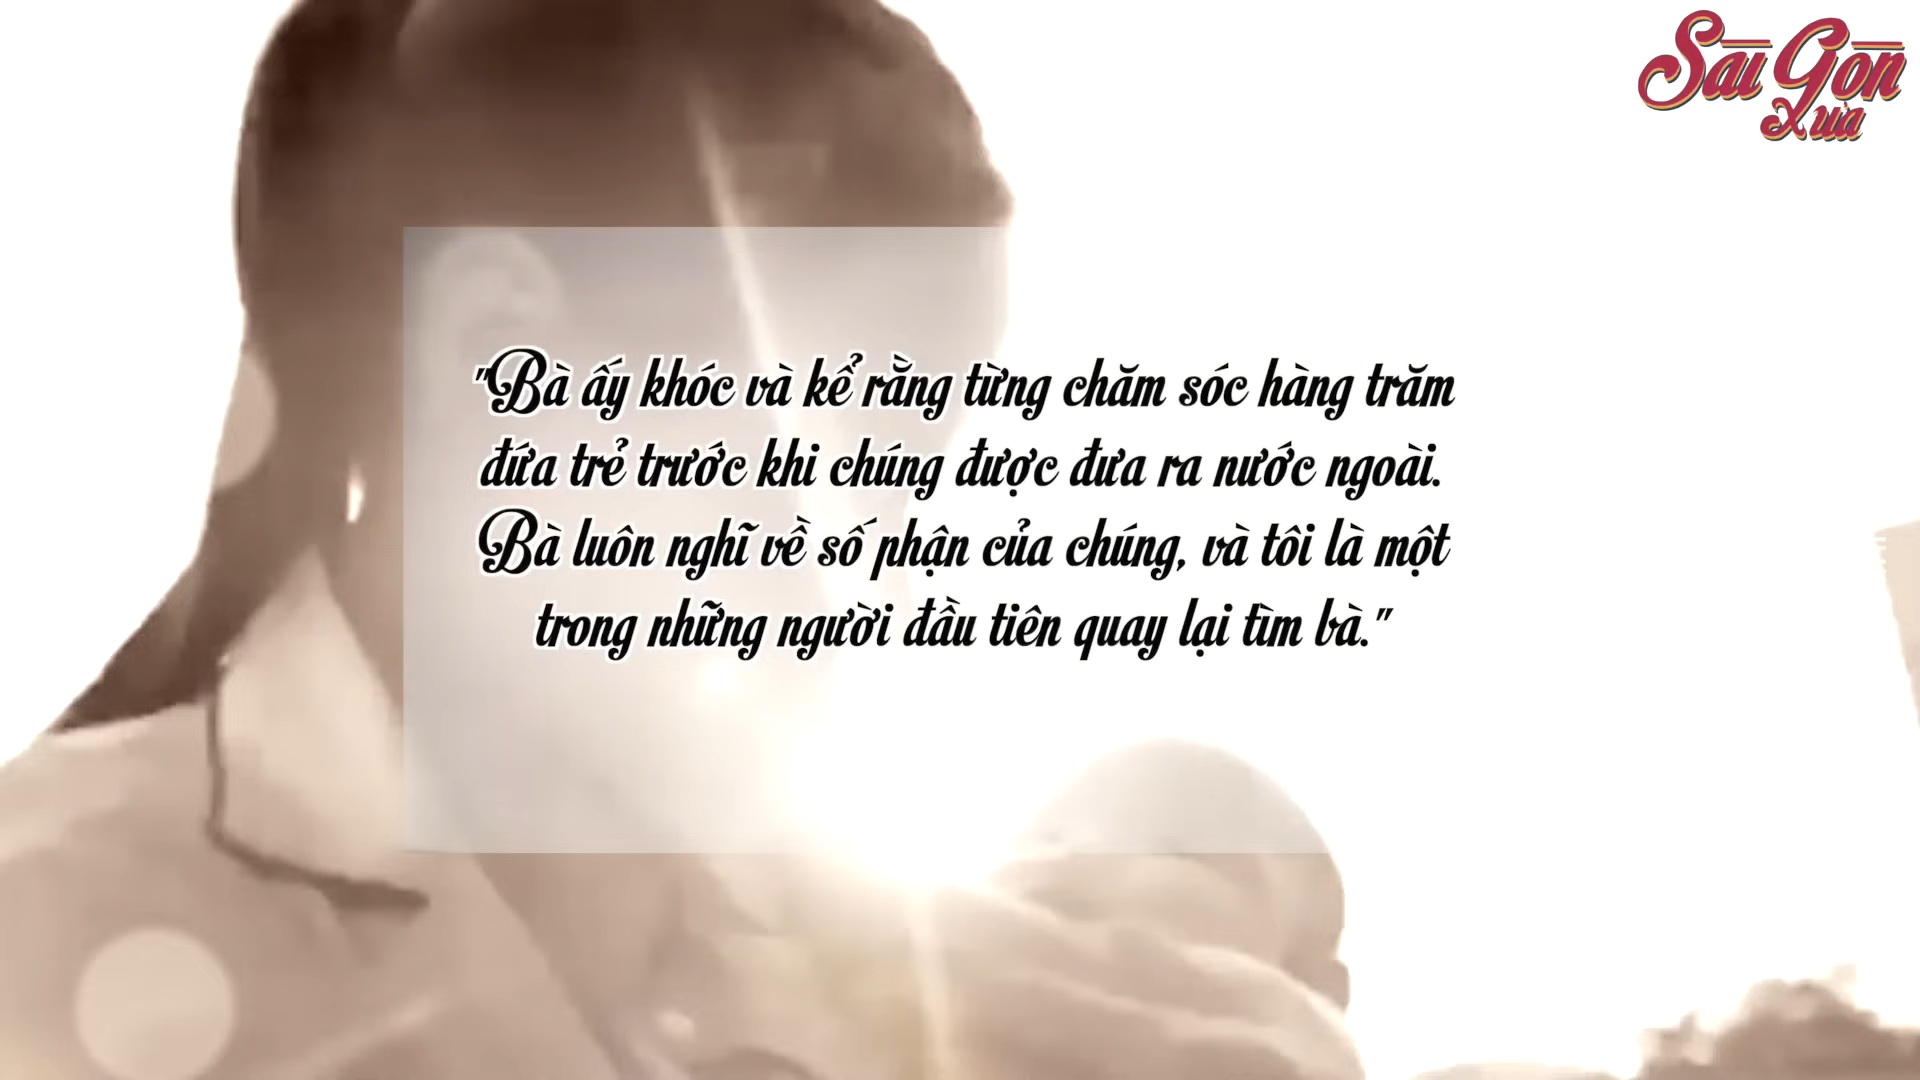 Sài Gòn
Xưa
"Bà ấy khóc và kể rằng từng chăm sóc hàng trăm
đứa trẻ trước khi chúng được đưa ra nước ngoài.
Bà luôn nghĩ về số phận của chúng, và tôi là một
trong những người đầu tiên quay lại tìm bà."